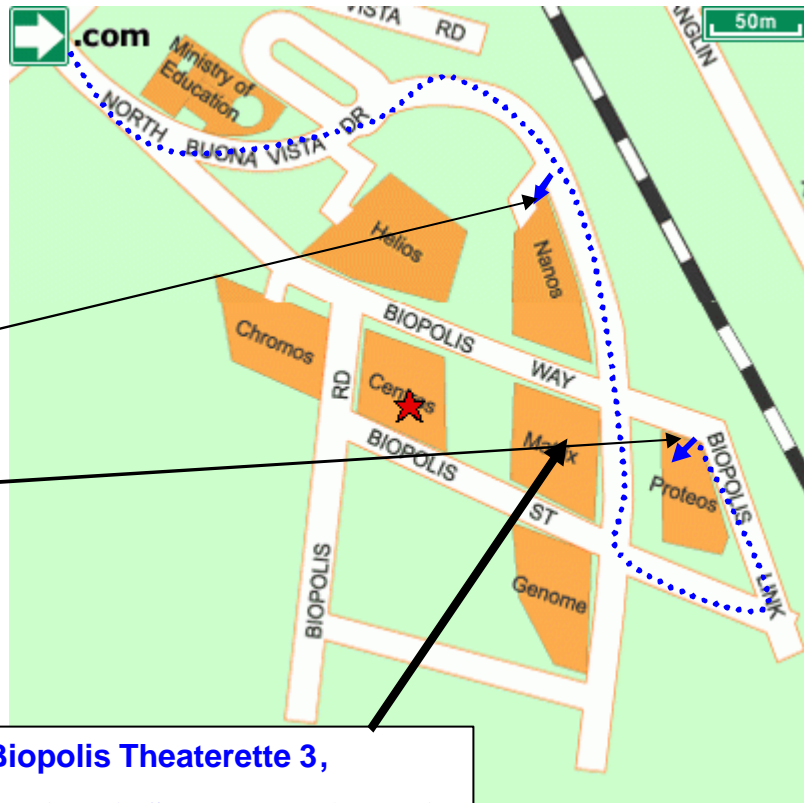 .com
VISTA RD
50m
ANGLIN
Ministry of
Education
NORTH BUONA VISTA DR
Helios
Nanos
Chromos
BIOPOLIS WAY
RD
Centros
Matrix
BIOPOLIS ST
BIOPOLIS LINK
Proteos
Genome
BIOPOLIS
Biopolis Theaterette 3,